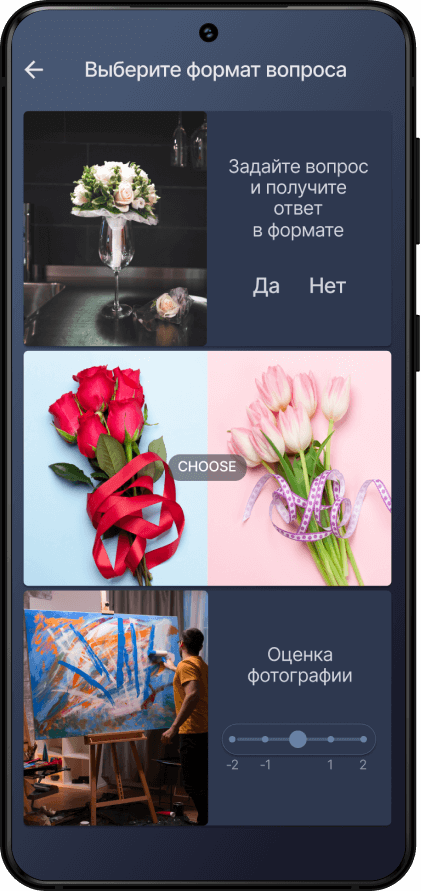 Выберите формат вопроса
Задайте вопрос
и получите
ответ
в формате
Да Нет
CHOOSE
Оценка
фотографии
-2 -1 1 2